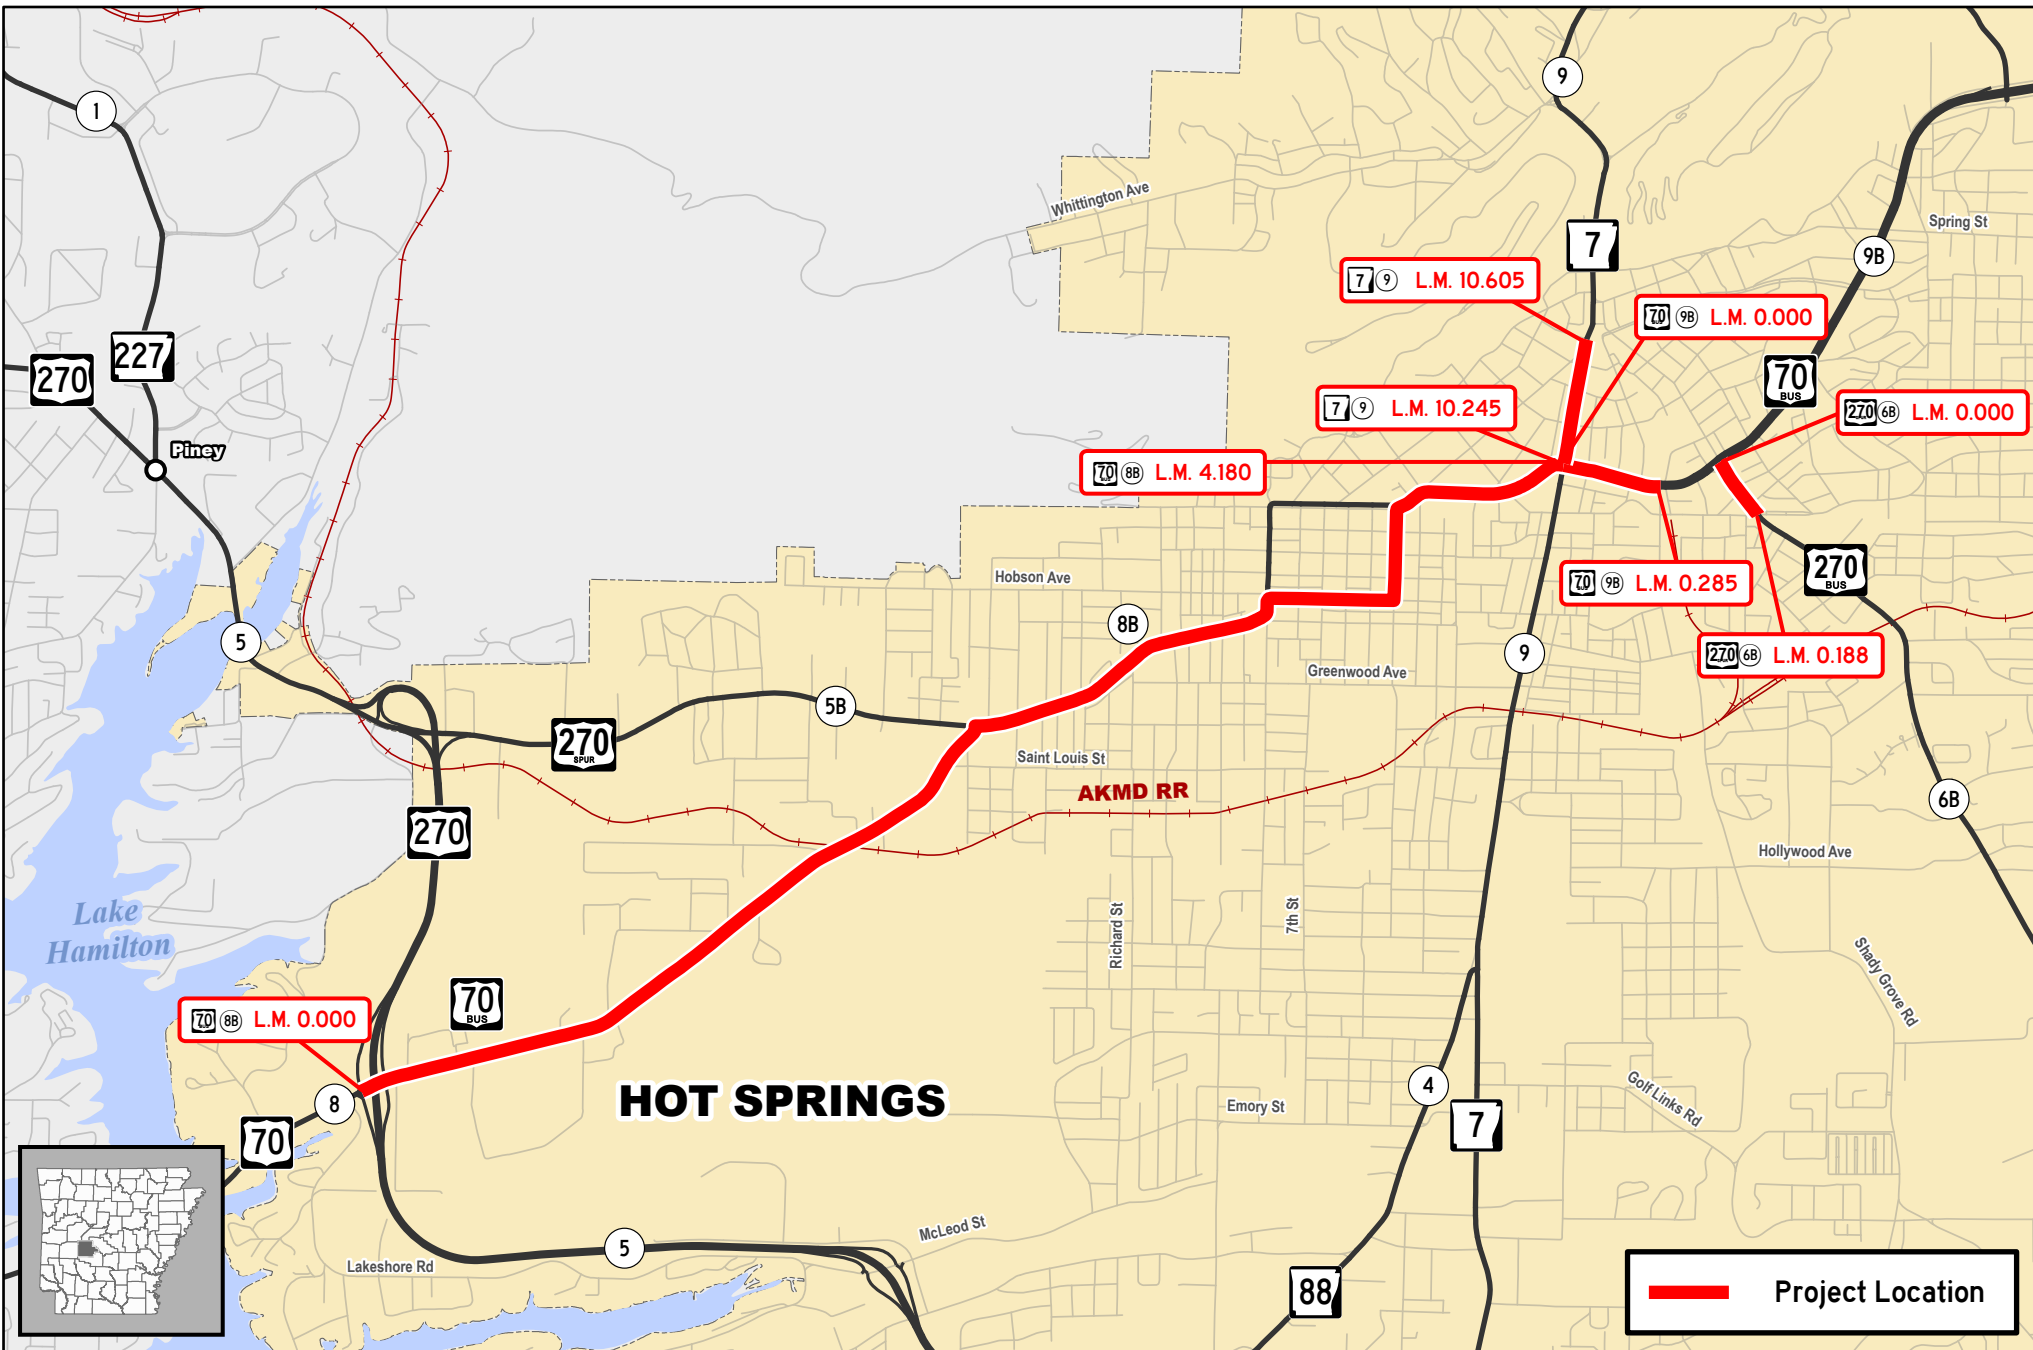 1
9
Whittington Ave
Spring St
7
9B
7 9 L.M. 10.605
70 BUS 9B L.M. 0.000
227
270
70
BUS
7 9 L.M. 10.245
270 6B L.M. 0.000
Piney
70 BUS 8B L.M. 4.180
Hobson Ave
270
BUS
70 9B L.M. 0.285
8B
5
9
270 6B L.M. 0.188
Greenwood Ave
5B
270
SPUR
Saint Louis St
AKMD RR
6B
270
Hollywood Ave
Lake
Hamilton
Richard St
7th St
Shady Grove Rd
70
BUS
70 8B L.M. 0.000
8
HOT SPRINGS
4
Golf Links Rd
Emory St
7
70
McLeod St
5
Lakeshore Rd
88
Project Location